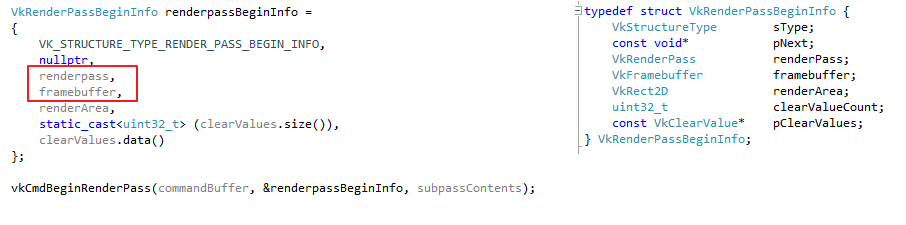 VkRenderPassBeginInfo renderpassBeginInfo =
{
VK_STRUCTURE_TYPE_RENDER_PASS_BEGIN_INFO,
nullptr,
renderpass,
framebuffer,
renderArea,
static_cast<uint32_t> (clearValues.size()),
clearValues.data()
};
vkCmdBeginRenderPass(commandBuffer, &renderpassBeginInfo, subpassContents);
typedef struct VkRenderPassBeginInfo {
VkStructureType sType;
const void* pNext;
VkRenderPass renderPass;
VkFramebuffer framebuffer;
VkRect2D renderArea;
uint32_t clearValueCount;
const VkClearValue* pClearValues;
} VkRenderPassBeginInfo;